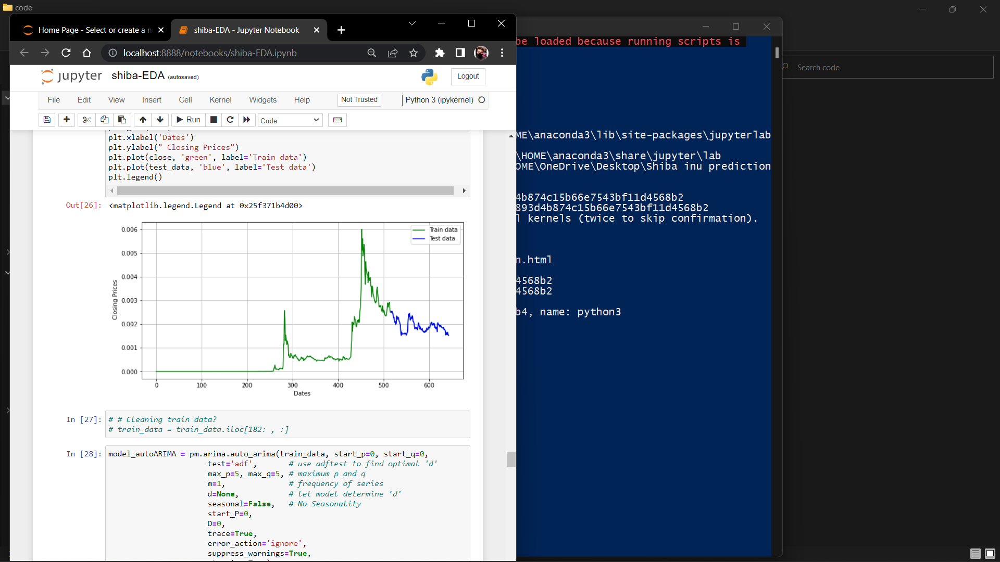 code
Home Page - Select or create a n
shiba-EDA - Jupyter Notebook
localhost:8888/notebooks/shiba-EDA.ipynb
jupyter shiba-EDA (autosaved)
Logout
File Edit View Insert Cell Kernel Widgets Help
Not Trusted
Python 3 (ipykernel)
Run
Code
plt.xlabel('Dates')
plt.ylabel(" Closing Prices")
plt.plot(close, 'green', label='Train data')
plt.plot(test_data, 'blue', label='Test data')
plt.legend()
Out[26]: <matplotlib.legend.Legend at 0x25f371b4d00>
Train data
Test data
0.006
0.005
0.004
0.003
0.002
0.001
0.000
Closing Prices
0 100 200 300 400 500 600
Dates
In [27]: # # Cleaning train data?
# train_data = train_data.iloc[182: , :]
In [28]: model_autoARIMA = pm.arima.auto_arima(train_data, start_p=0, start_q=0,
test='adf', # use adftest to find optimal 'd'
max_p=5, max_q=5, # maximum p and q
m=1, # frequency of series
d=None, # let model determine 'd'
seasonal=False, # No Seasonality
start_P=0,
D=0,
trace=True,
error_action='ignore',
suppress_warnings=True,
be loaded because running scripts is
ME\anaconda3\lib\site-packages\jupyterlab
\HOME\anaconda3\share\jupyter\lab
OME\OneDrive\Desktop\Shiba inu prediction
4b874c15b66e7543bf11d4568b2
893d4b874c15b66e7543bf11d4568b2
l kernels (twice to skip confirmation).
n.html
4568b2
4568b2
b4, name: python3
Search code